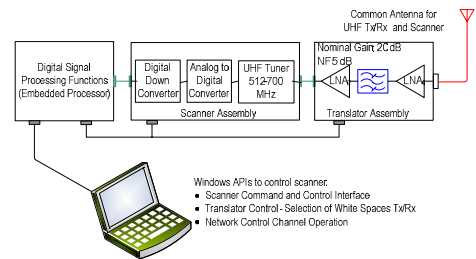 Common Antenna for
UHF Tx/Rx and Scanner
Digital Signal
Processing Functions
(Embedded Processor)
Digital
Down
Converter
Analog to
Digital
Converter
UHF Tuner
512-700
MHz
Scanner Assembly
Nominal Gain; 20dB
NF5 dB
LNA
LNA
Translator Assembly
Windows APIs to control scanner:
• Scanner Command and Control Interface
• Translator Control - Selection of White Spaces Tx/Rx
• Network Control Channel Operation